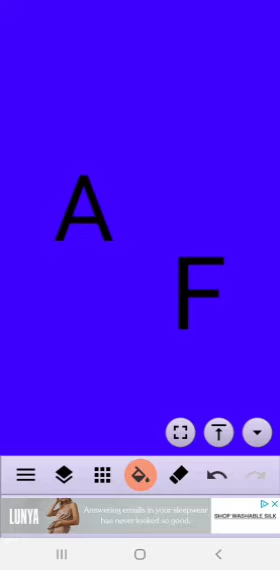 A
F
LUNYA
Answering emails in your sleepwear
has never looked so good.
SHOP WASHABLE SILK